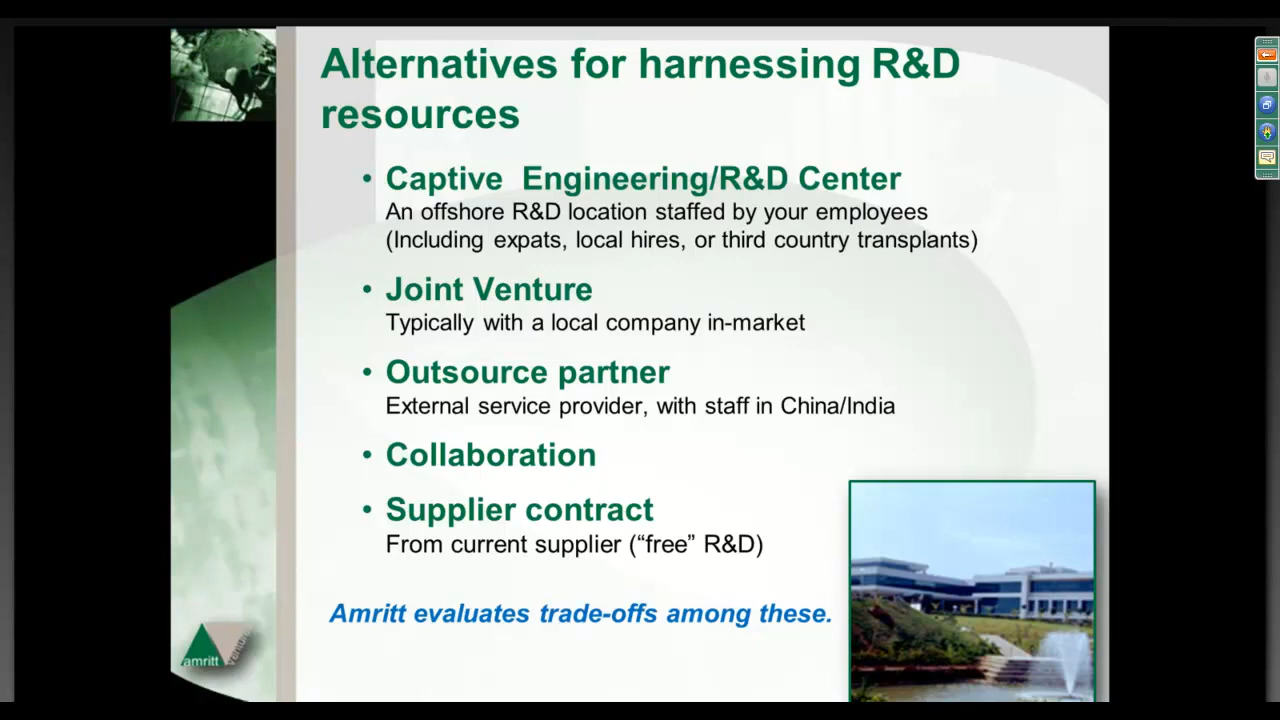 Alternatives for harnessing R&D
resources
• Captive Engineering/R&D Center
An offshore R&D location staffed by your employees
(Including expats, local hires, or third country transplants)
• Joint Venture
Typically with a local company in-market
• Outsource partner
External service provider, with staff in China/India
• Collaboration
• Supplier contract
From current supplier (“free” R&D)
Amritt evaluates trade-offs among these.
amritt